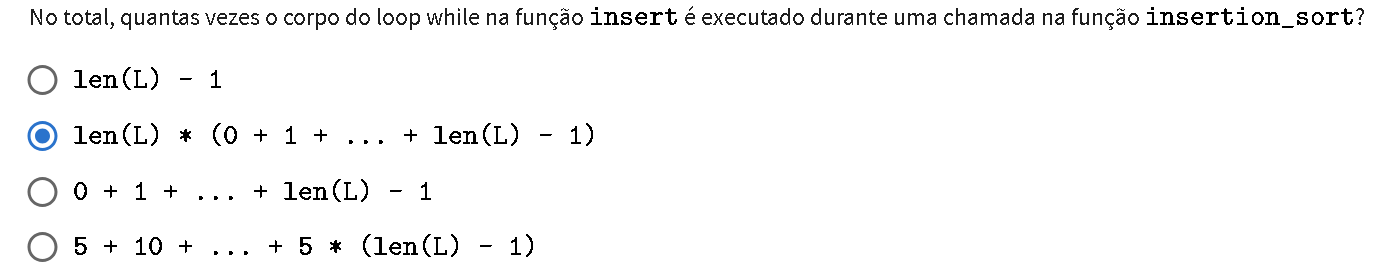 No total, quantas vezes o corpo do loop while na função insert é executado durante uma chamada na função insertion_sort?
len(L) - 1
len(L) * (0 + 1 + ... + len(L) - 1)
0 + 1 + ... + len(L) - 1
5 + 10 + ... + 5 * (len(L) - 1)